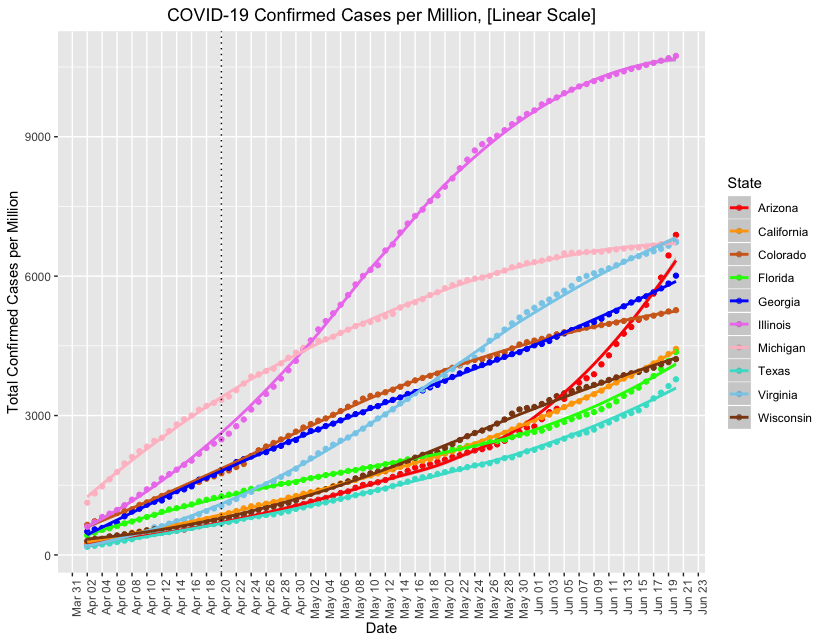 COVID-19 Confirmed Cases per Million, [Linear Scale]
Total Confirmed Cases per Million
9000
6000
3000
0
Mar 31
Apr 02
Apr 04
Apr 06
Apr 08
Apr 10
Apr 12
Apr 14
Apr 16
Apr 18
Apr 20
Apr 22
Apr 24
Apr 26
Apr 28
Apr 30
May 02
May 04
May 06
May 08
May 10
May 12
May 14
May 16
May 18
May 20
May 22
May 24
May 26
May 28
May 30
Jun 01
Jun 03
Jun 05
Jun 07
Jun 09
Jun 11
Jun 13
Jun 15
Jun 17
Jun 19
Jun 21
Jun 23
Date
State
Arizona
California
Colorado
Florida
Georgia
Illinois
Michigan
Texas
Virginia
Wisconsin